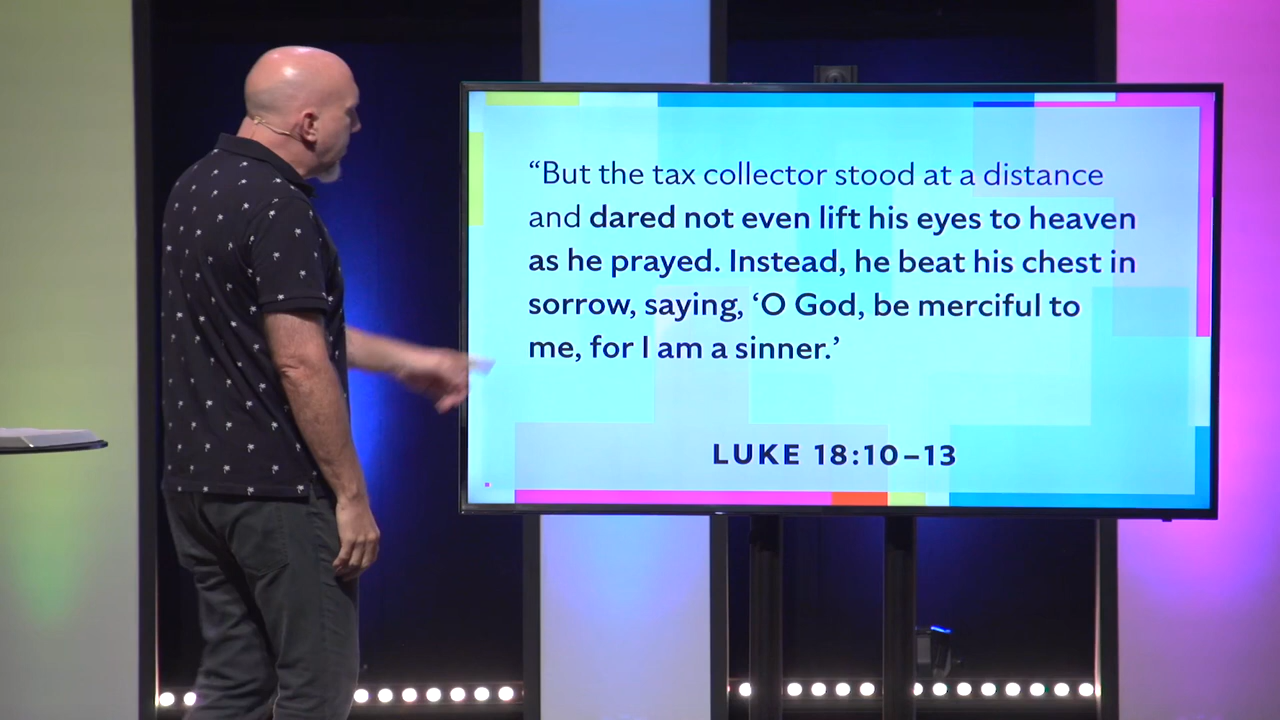 “But the tax collector stood at a distance
and dared not even lift his eyes to heaven
as he prayed. Instead, he beat his chest in
sorrow, saying, ‘O God, be merciful to
me, for I am a sinner.’
LUKE 18:10–13